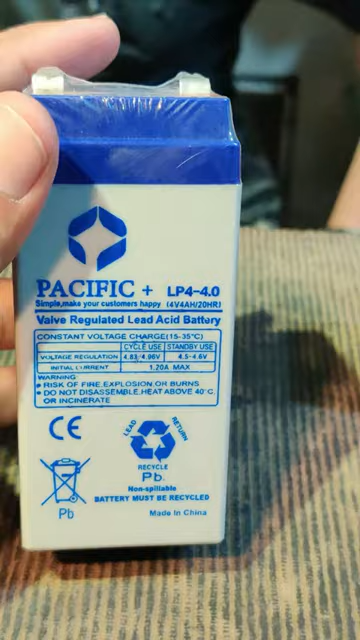 PACIFIC + LP4-4.0
Simple,make your customers happy (4V4AH/20HR)
Valve Regulated Lead Acid Battery
CONSTANT VOLTAGE CHARGE(15-35°C)
CYCLE USE STANDBY USE
VOLTAGE REGULATION 4.83/4.96V 4.5-4.6V
INITIAL CURRENT 1.20A MAX
WARNING:
• RISK OF FIRE,EXPLOSION,OR BURNS
• DO NOT DISASSEMBLE,HEAT ABOVE 40°C
OR INCINERATE
CE
LEAD RETURN
RECYCLE
Pb.
Non-spillable
BATTERY MUST BE RECYCLED
Pb
Made in China